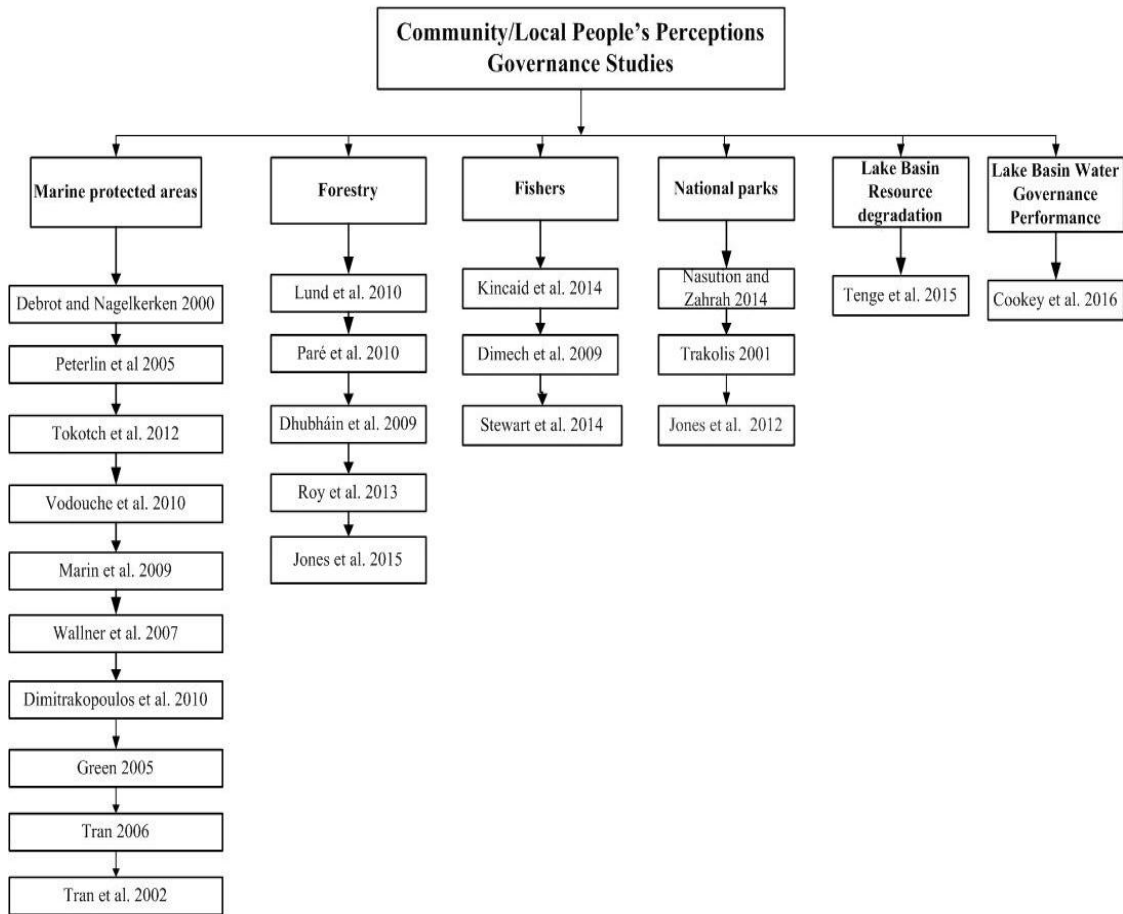 Community/Local People's Perceptions
Governance Studies
Marine protected areas
Debrot and Nagelkerken 2000
Peterlin et al 2005
Tokotch et al. 2012
Vodouche et al. 2010
Marin et al. 2009
Wallner et al. 2007
Dimitrakopoulos et al. 2010
Green 2005
Tran 2006
Tran et al. 2002
Forestry
Lund et al. 2010
Paré et al. 2010
Dhubháin et al. 2009
Roy et al. 2013
Jones et al. 2015
Fishers
Kincaid et al. 2014
Dimech et al. 2009
Stewart et al. 2014
National parks
Nasution and
Zahrah 2014
Trakolis 2001
Jones et al. 2012
Lake Basin
Resource
degradation
Tenge et al. 2015
Lake Basin Water
Governance
Performance
Cookey et al. 2016